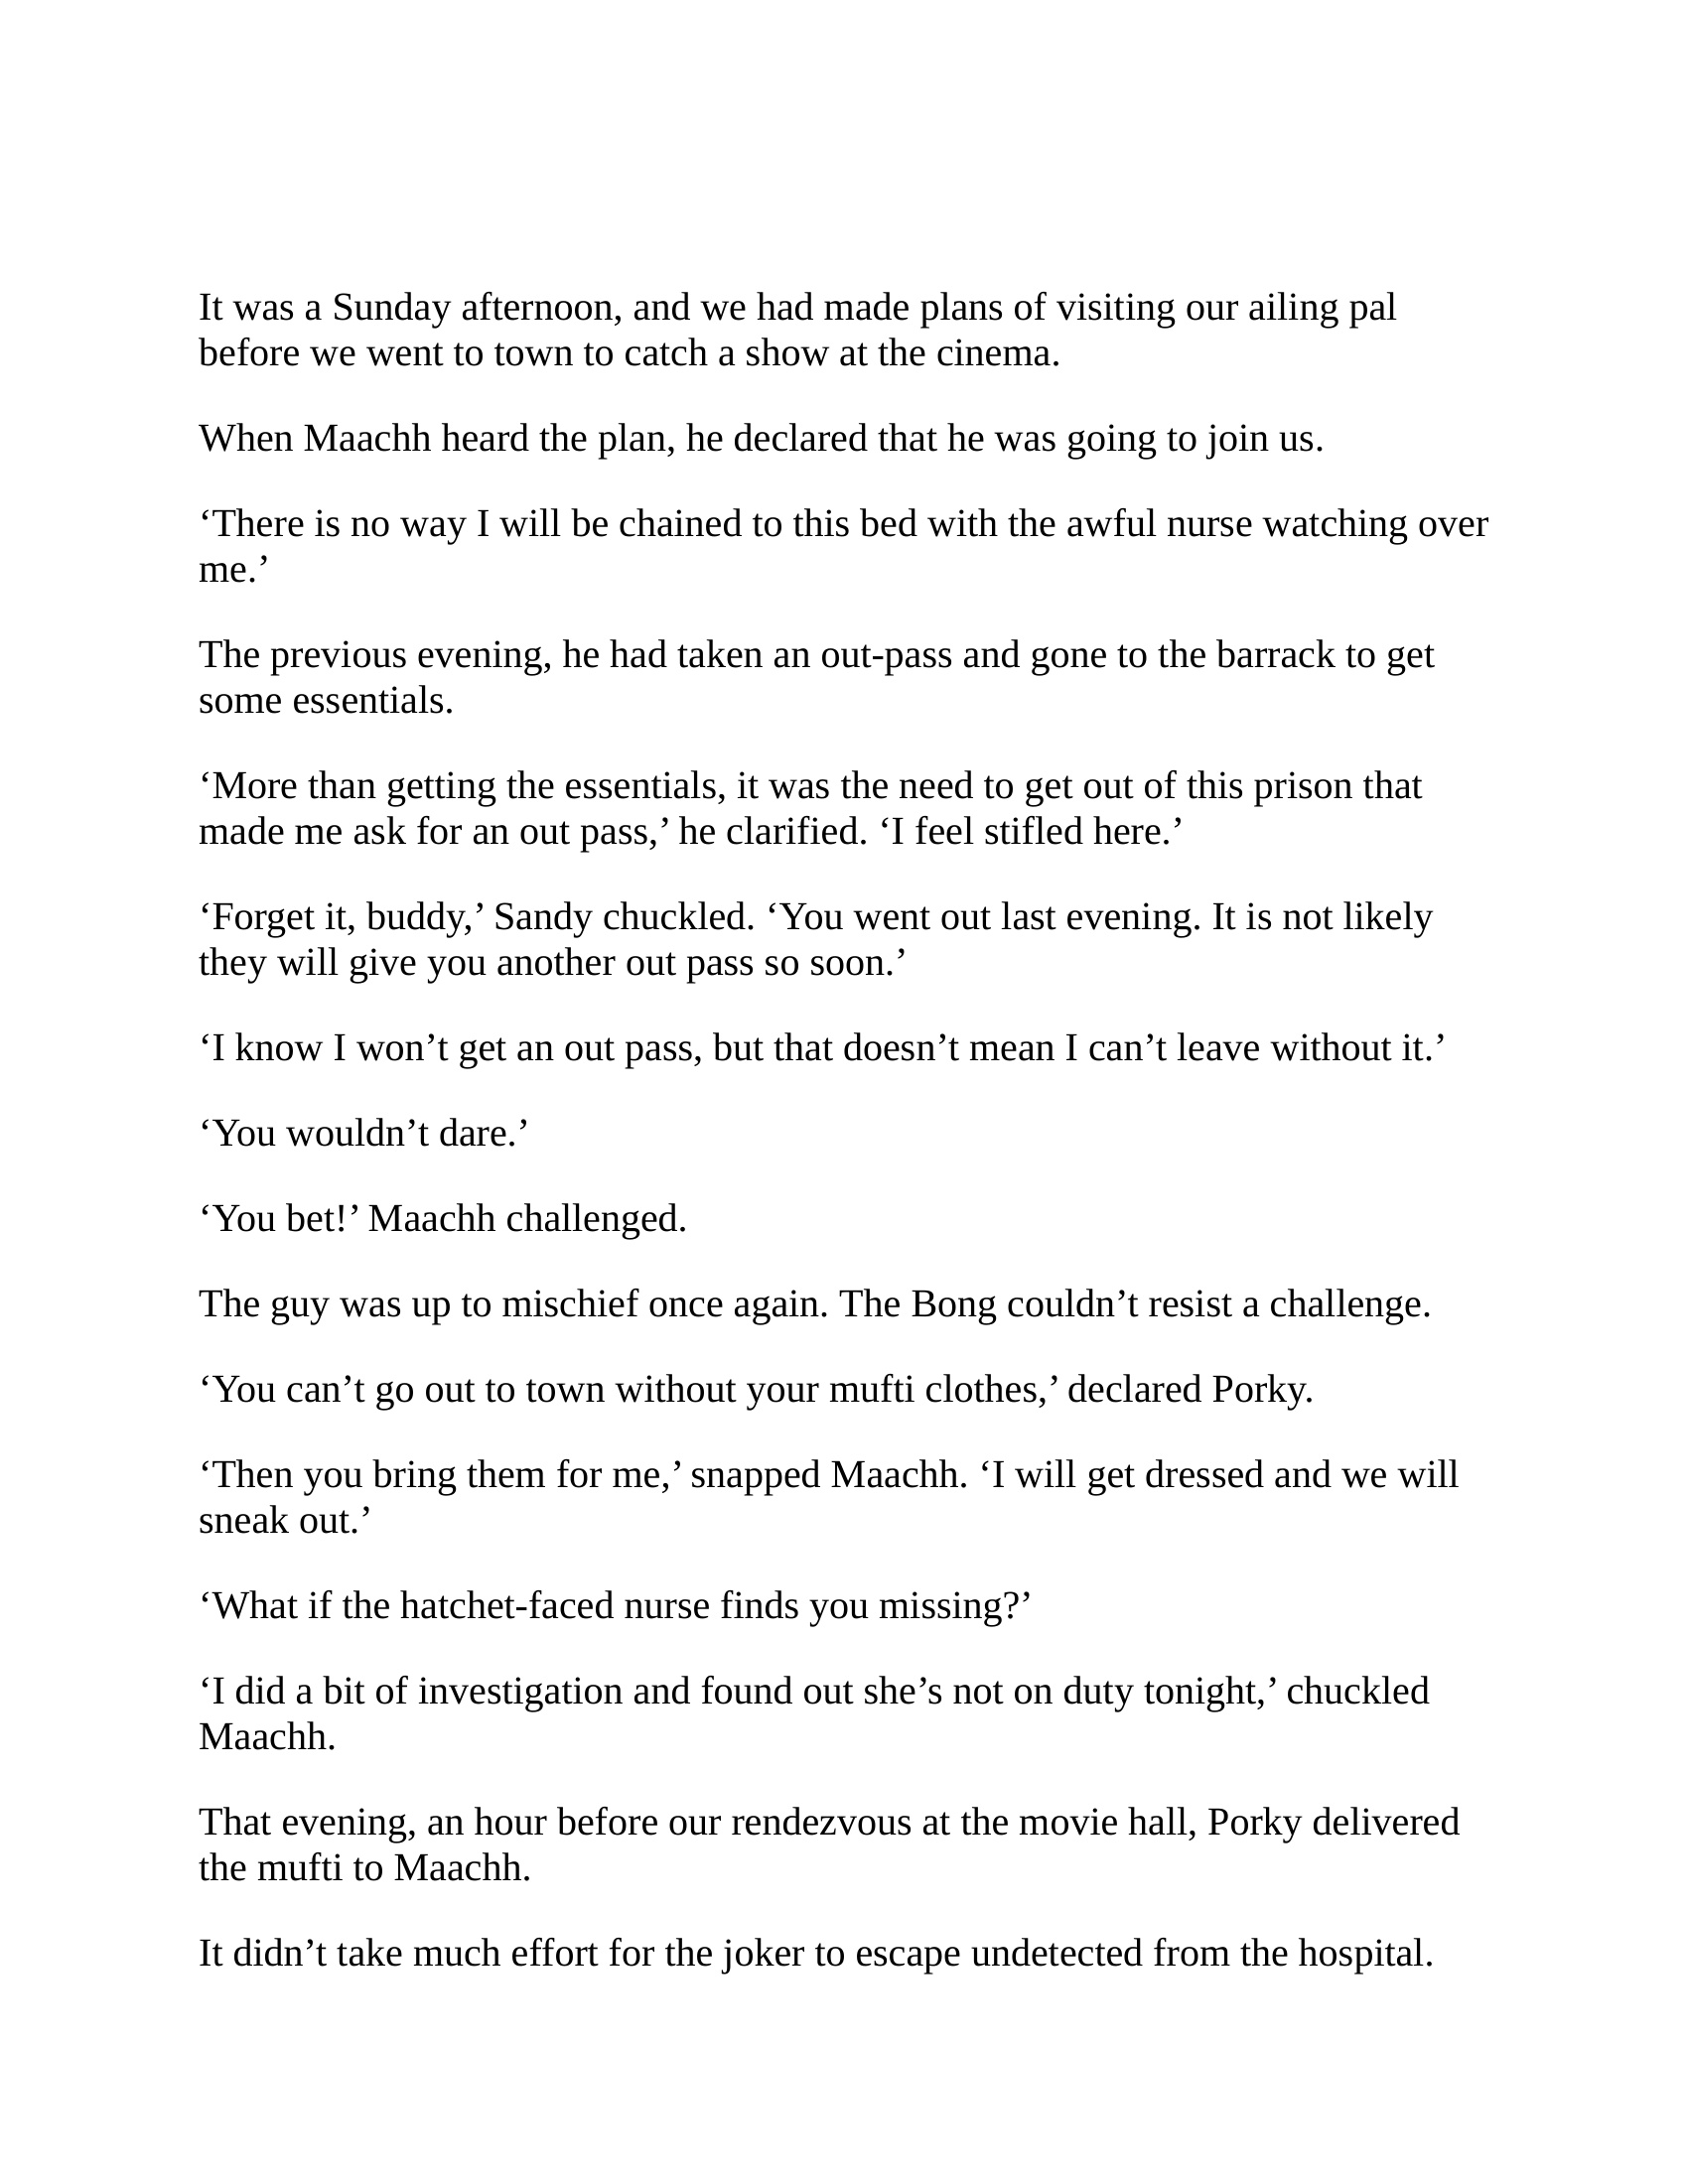 It was a Sunday afternoon, and we had made plans of visiting our ailing pal
before we went to town to catch a show at the cinema.
When Maachh heard the plan, he declared that he was going to join us.
‘There is no way I will be chained to this bed with the awful nurse watching over
me.’
The previous evening, he had taken an out-pass and gone to the barrack to get
some essentials.
‘More than getting the essentials, it was the need to get out of this prison that
made me ask for an out pass,’ he clarified. ‘I feel stifled here.’
‘Forget it, buddy,’ Sandy chuckled. ‘You went out last evening. It is not likely
they will give you another out pass so soon.’
‘I know I won’t get an out pass, but that doesn’t mean I can’t leave without it.’
‘You wouldn’t dare.’
‘You bet!’ Maachh challenged.
The guy was up to mischief once again. The Bong couldn’t resist a challenge.
‘You can’t go out to town without your mufti clothes,’ declared Porky.
‘Then you bring them for me,’ snapped Maachh. ‘I will get dressed and we will
sneak out.’
‘What if the hatchet-faced nurse finds you missing?’
‘I did a bit of investigation and found out she’s not on duty tonight,’ chuckled
Maachh.
That evening, an hour before our rendezvous at the movie hall, Porky delivered
the mufti to Maachh.
It didn’t take much effort for the joker to escape undetected from the hospital.